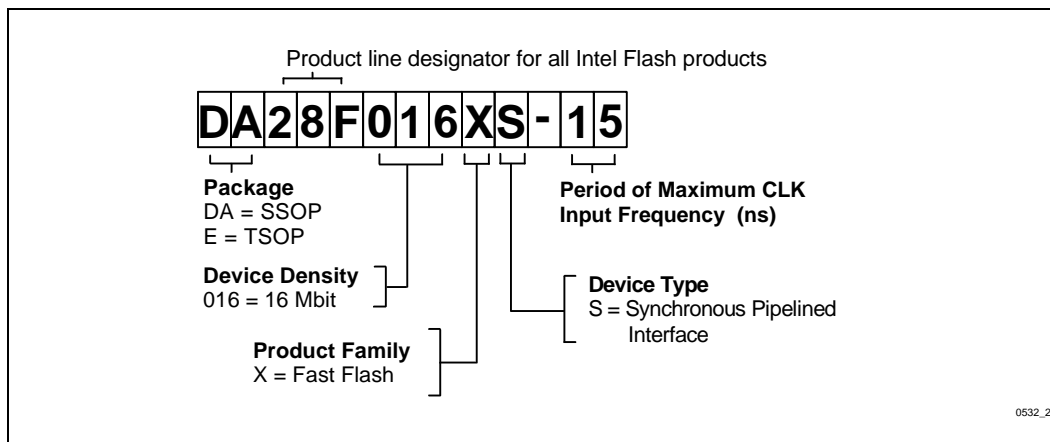 Product line designator for all Intel Flash products
DA28F016XS-15
Package
DA = SSOP
E = TSOP
Device Density
016 = 16 Mbit
Product Family
X = Fast Flash
Period of Maximum CLK
Input Frequency (ns)
Device Type
S = Synchronous Pipelined
Interface
0532_2